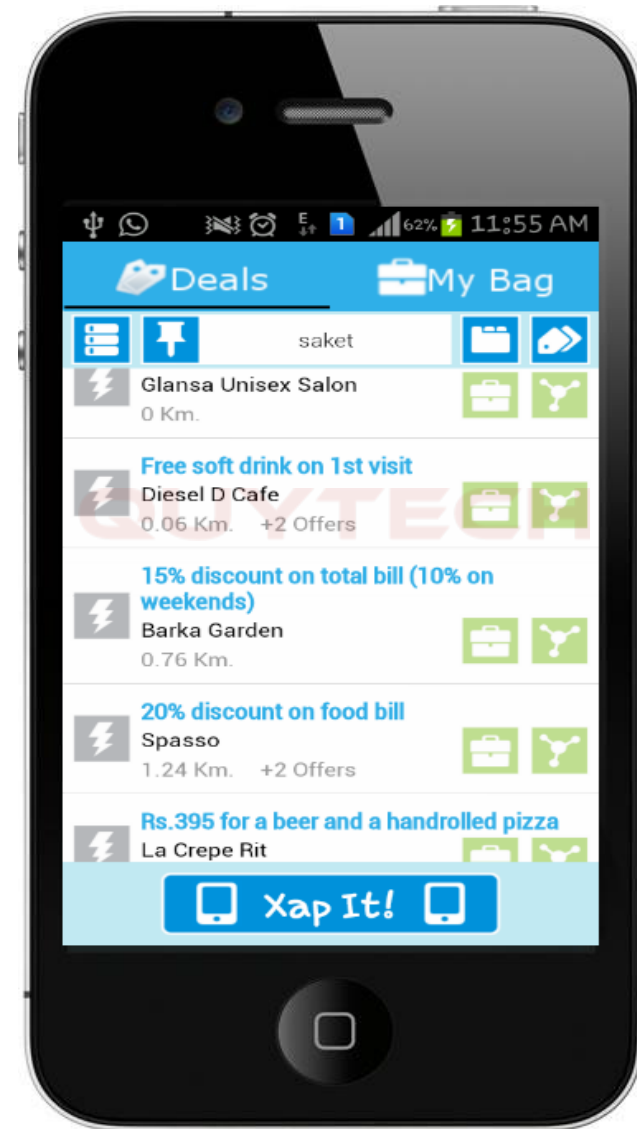 E 1 62% 11:55 AM
Deals My Bag
saket
Glansa Unisex Salon
0 Km.
Free soft drink on 1st visit
Diesel D Cafe
QUYTECH
0.06 Km. +2 Offers
15% discount on total bill (10% on
weekends)
Barka Garden
0.76 Km.
20% discount on food bill
Spasso
1.24 Km. +2 Offers
Rs.395 for a beer and a handrolled pizza
La Crepe Rit
Xap It!